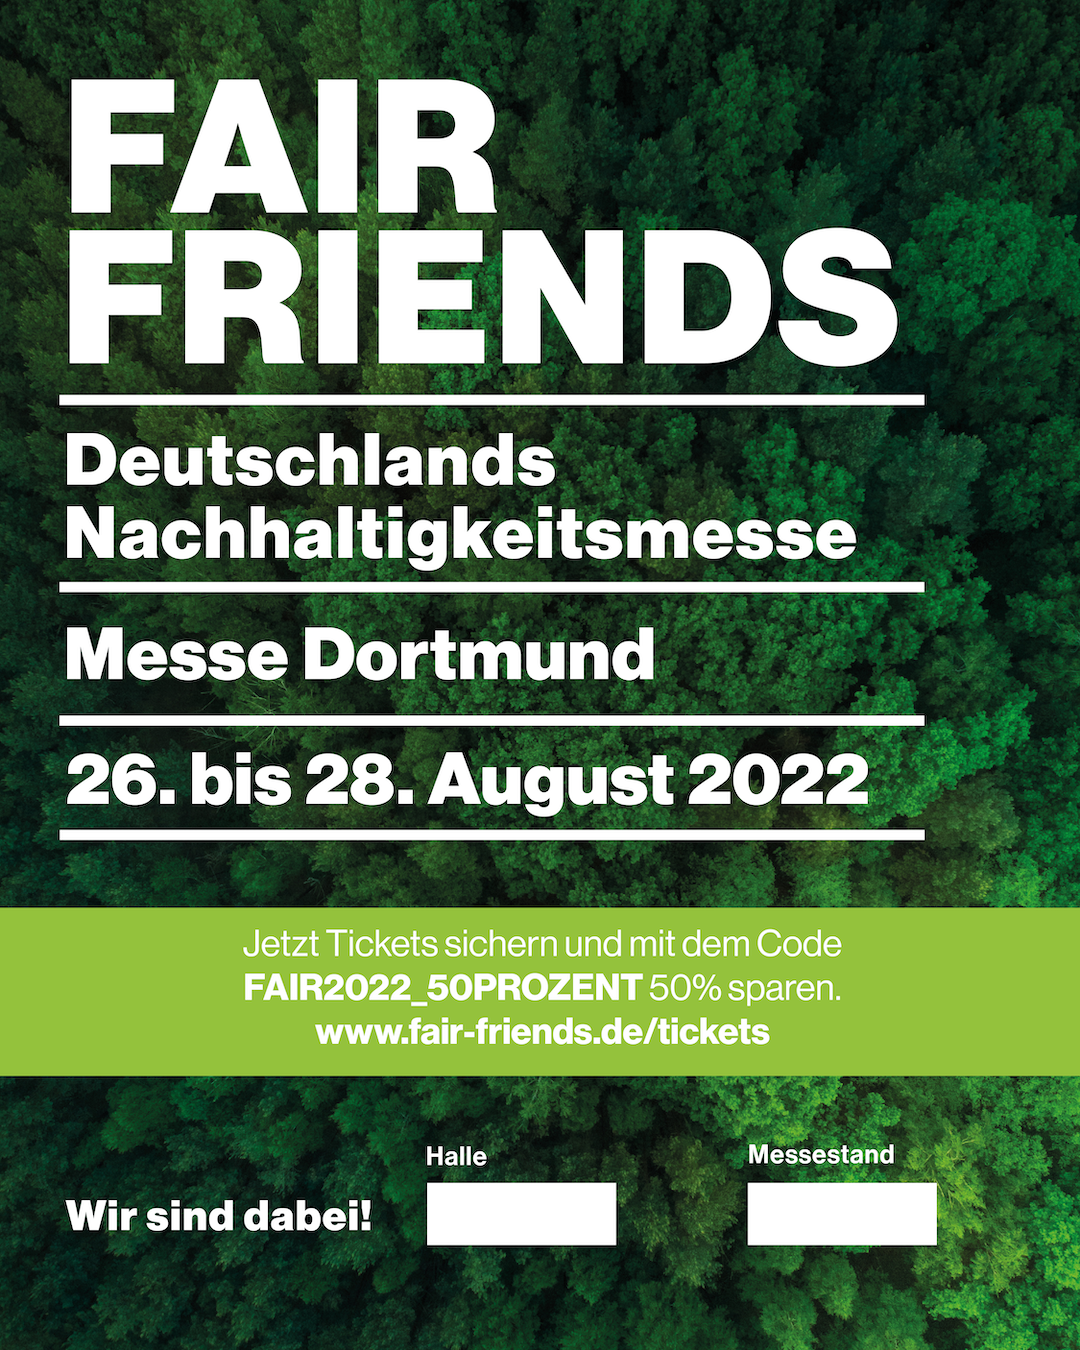 FAIR
FRIENDS
Deutschlands
Nachhaltigkeitsmesse
Messe Dortmund
26. bis 28. August 2022
Jetzt Tickets sichern und mit dem Code
FAIR2022_50PROZENT 50% sparen.
www.fair-friends.de/tickets
Wir sind dabei!
Halle
Messestand